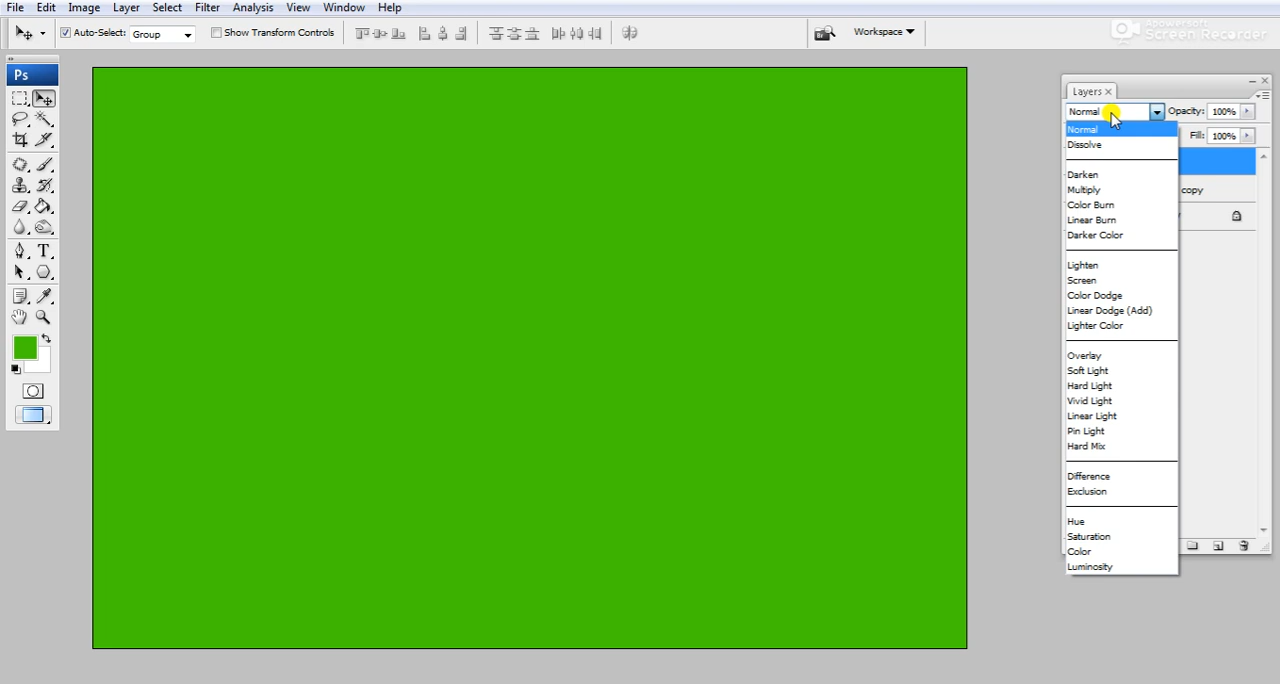 File Edit Image Layer Select Filter Analysis View Window Help
Auto-Select: Group Show Transform Controls Workspace
Apowersoft
Screen Recorder
Ps
Layers
Normal Opacity: 100%
Normal Fill: 100%
Dissolve
Darken
Multiply copy
Color Burn
Linear Burn
Darker Color
Lighten
Screen
Color Dodge
Linear Dodge (Add)
Lighter Color
Overlay
Soft Light
Hard Light
Vivid Light
Linear Light
Pin Light
Hard Mix
Difference
Exclusion
Hue
Saturation
Color
Luminosity